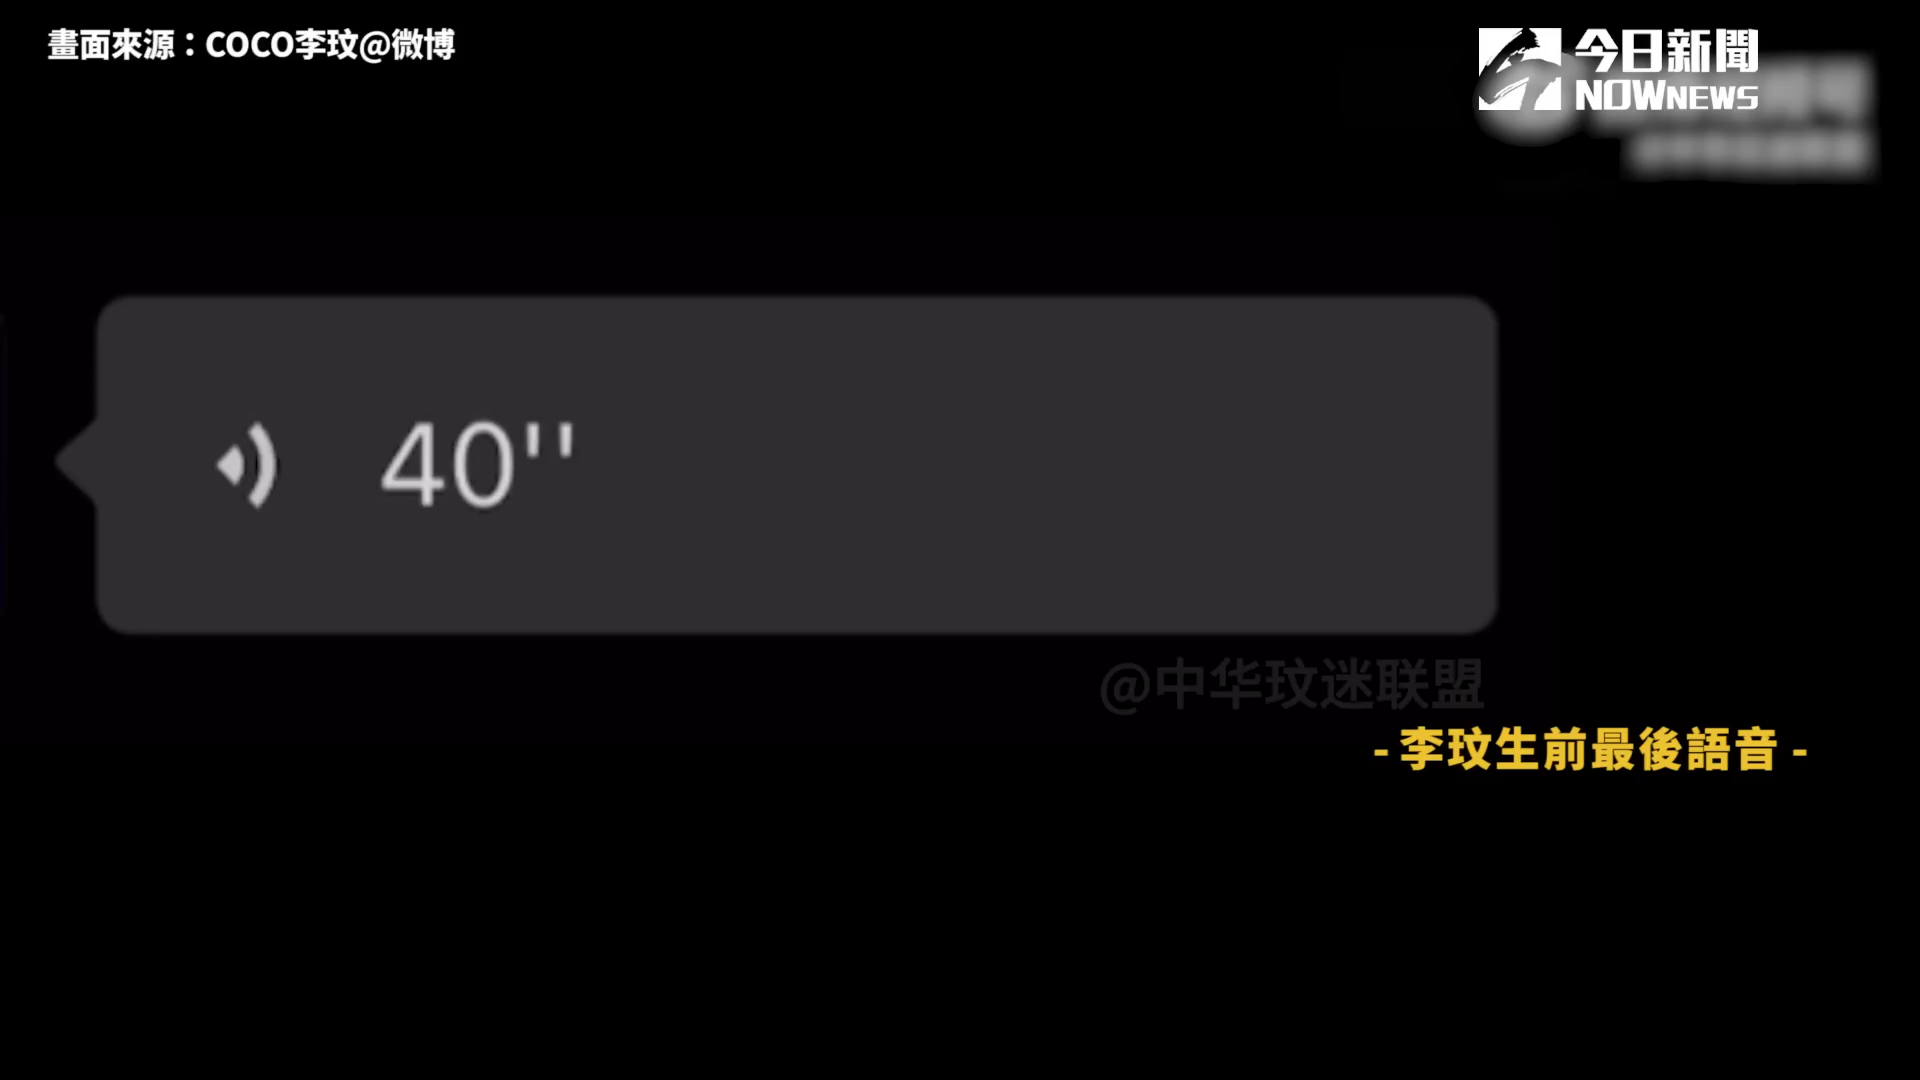 畫面來源：COCO李玟@微博
今日新聞
NOWNEWS
40''
@中华玟迷联盟
- 李玟生前最後語音 -